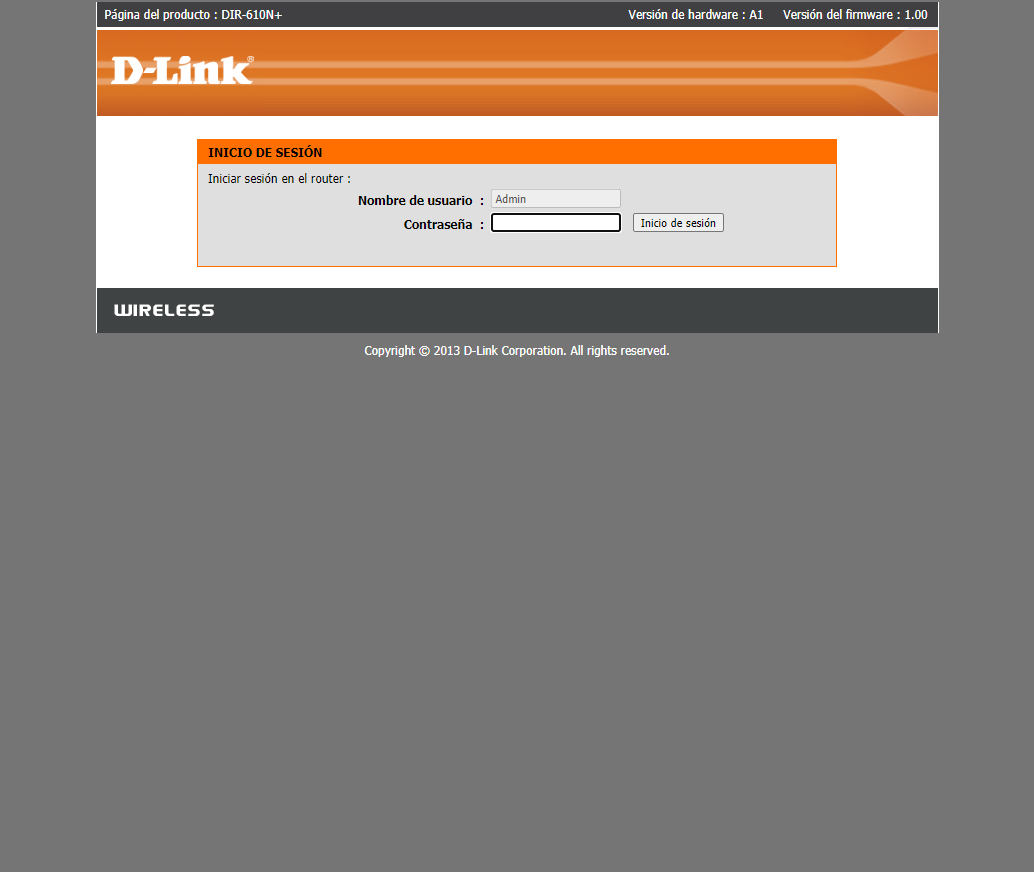 Página del producto : DIR-610N+ Versión de hardware : A1 Versión del firmware : 1.00
D-Link®
INICIO DE SESIÓN
Iniciar sesión en el router :
Nombre de usuario : Admin
Contraseña : Inicio de sesión
WIRELESS
Copyright © 2013 D-Link Corporation. All rights reserved.